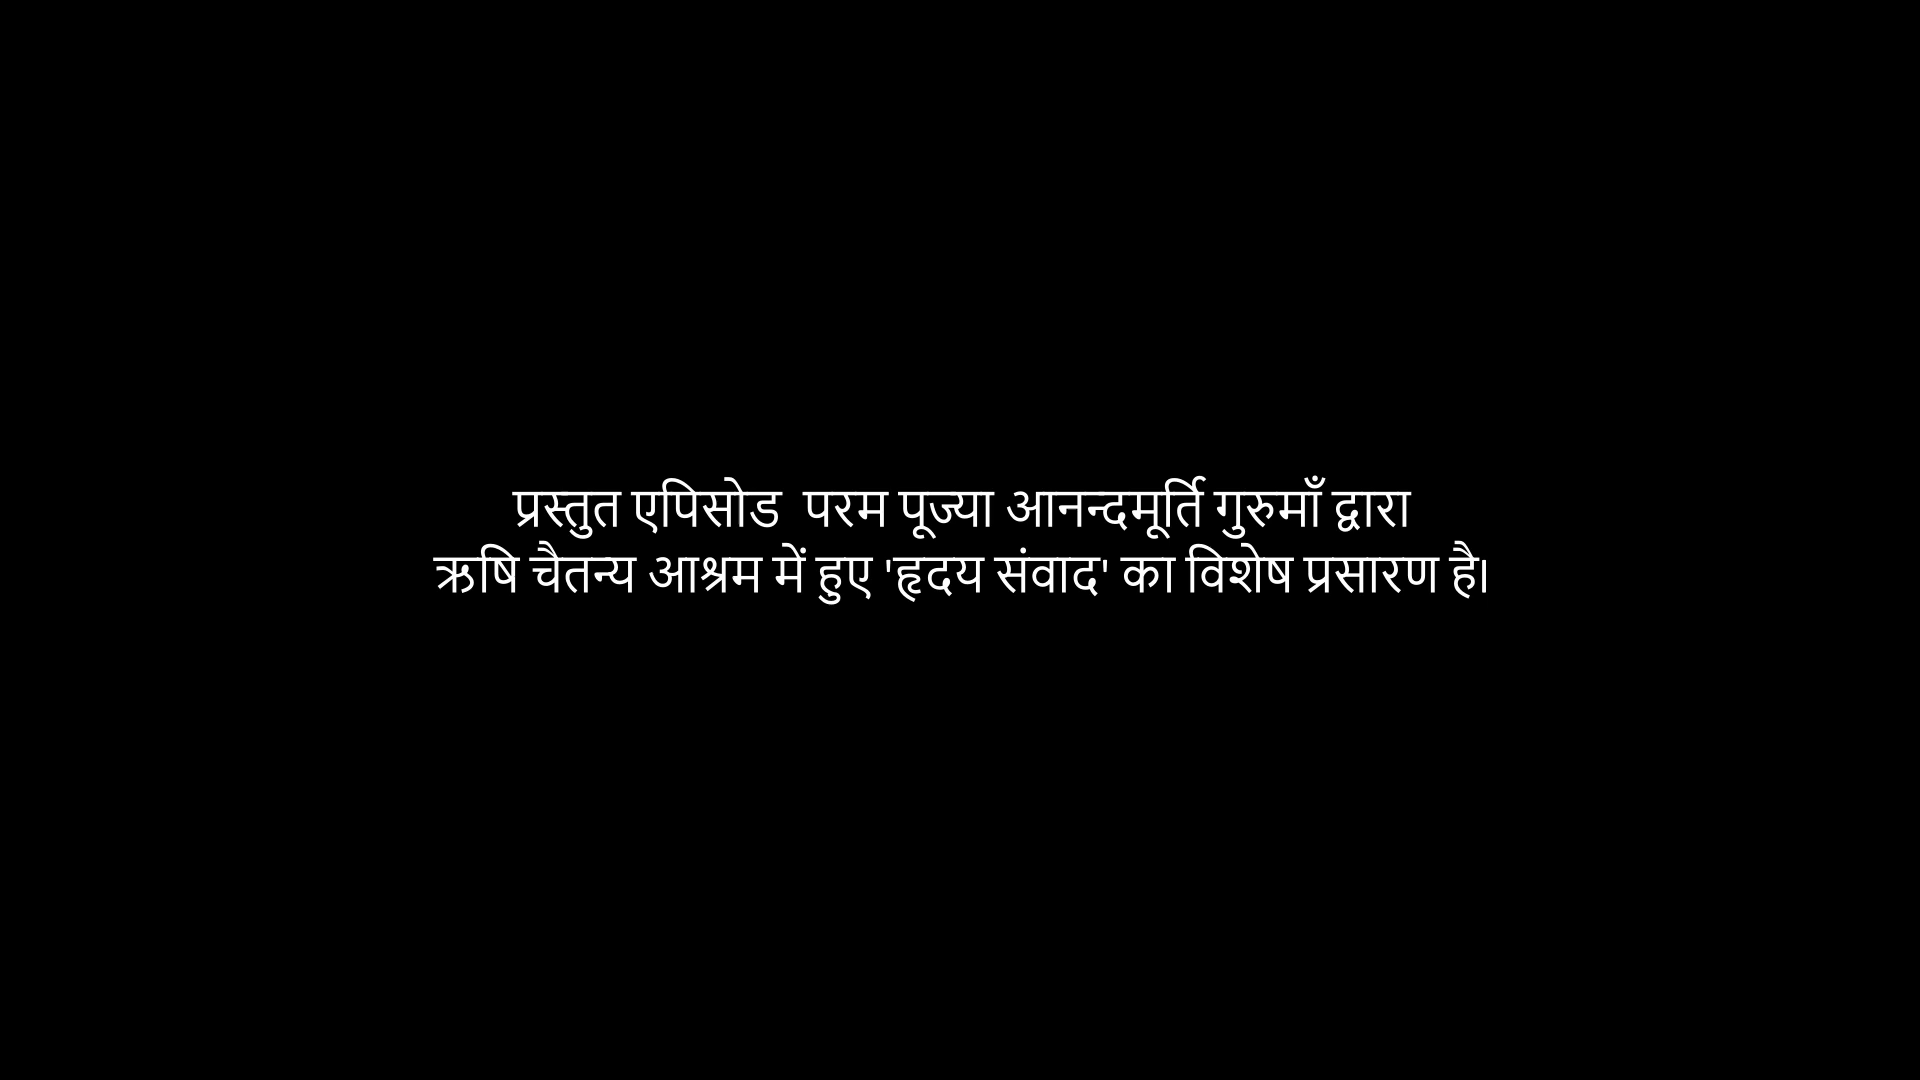 प्रस्तुत एपिसोड  परम पूज्या आनन्दमूर्ति गुरुमाँ द्वारा
ऋषि चैतन्य आश्रम में हुए 'हृदय संवाद' का विशेष प्रसारण है।